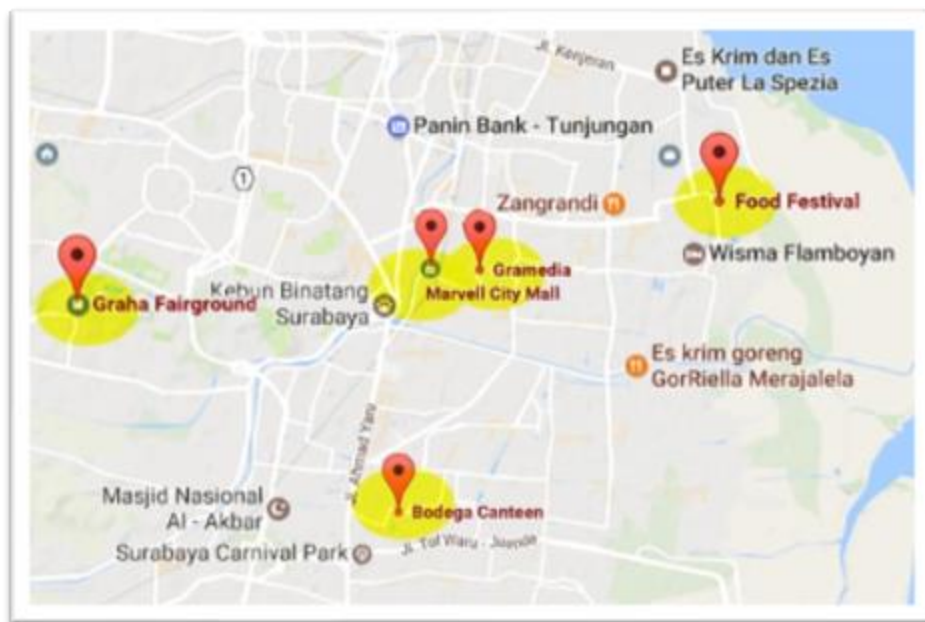 Jl. Kenjeran
Es Krim dan Es
Puter La Spezia
Panin Bank - Tunjungan
1
Zangrandi
Food Festival
Wisma Flamboyan
Gramedia
Marvell City Mall
Graha Fairground
Kebun Binatang
Surabaya
Es krim goreng
GorRiella Merajalela
Jl. Ahmad Yani
Bodega Canteen
Masjid Nasional
Al - Akbar
Surabaya Carnival Park
Jl. Tol Waru - Juanda